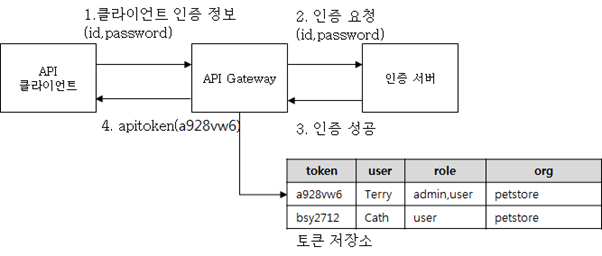 1.클라이언트 인증 정보
(id,password)
2. 인증 요청
(id,password)
API
클라이언트
API Gateway
인증 서버
4. apitoken(a928vw6)
3. 인증 성공
token user role org
a928vw6 Terry admin,user petstore
bsy2712 Cath user petstore
토큰 저장소